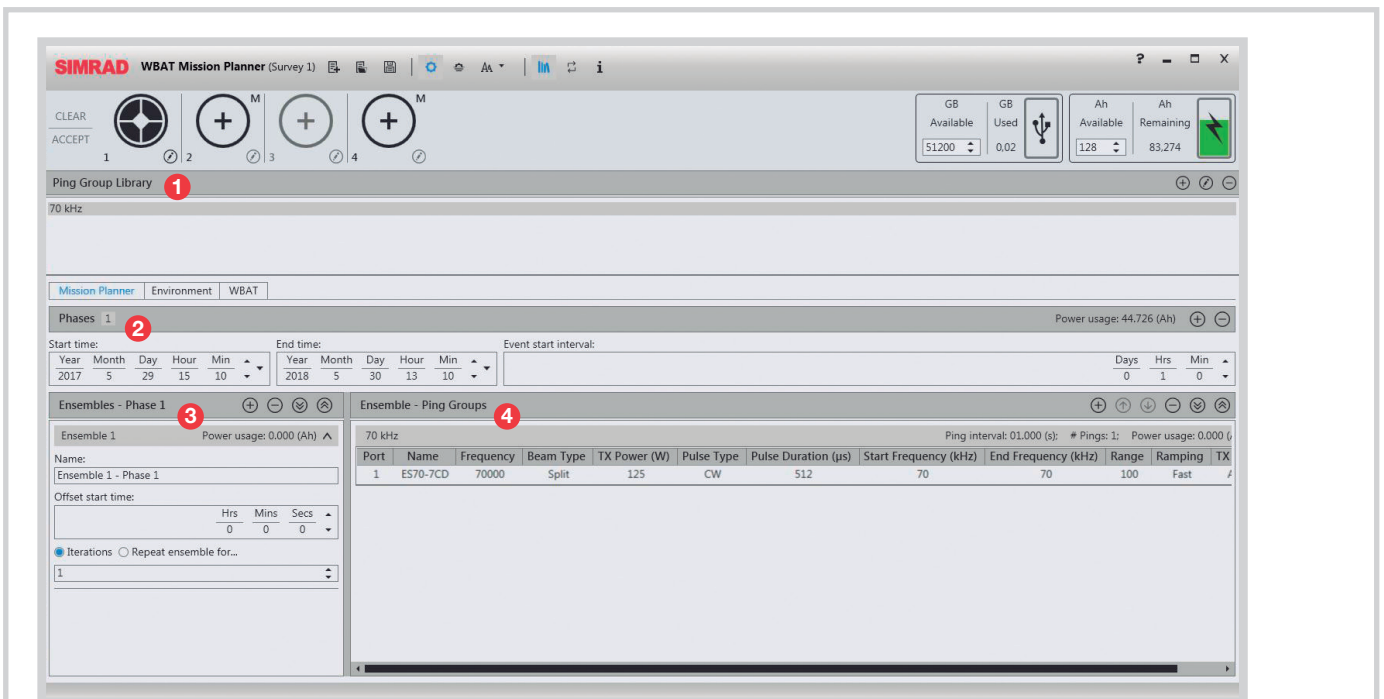 SIMRAD WBAT Mission Planner (Survey 1) AA i ? X
CLEAR
ACCEPT
1 M 2 3 M 4
GB Available 51200
GB Used 0,02
Ah Available 128
Ah Remaining 83,274
Ping Group Library 1
70 kHz
Mission Planner Environment WBAT
Phases 1 2 Power usage: 44.726 (Ah)
Start time: End time: Event start interval:
Year Month Day Hour Min Year Month Day Hour Min Days Hrs Min
2017 5 29 15 10 2018 5 30 13 10 0 1 0
Ensembles - Phase 1 3
Ensemble 1 Power usage: 0.000 (Ah)
Name:
Ensemble 1 - Phase 1
Offset start time:
Hrs Mins Secs
0 0 0
Iterations Repeat ensemble for...
1
Ensemble - Ping Groups 4
70 kHz Ping interval: 01.000 (s); # Pings: 1; Power usage: 0.000 (
Port Name Frequency Beam Type TX Power (W) Pulse Type Pulse Duration (µs) Start Frequency (kHz) End Frequency (kHz) Range Ramping TX
1 ES70-7CD 70000 Split 125 CW 512 70 70 100 Fast